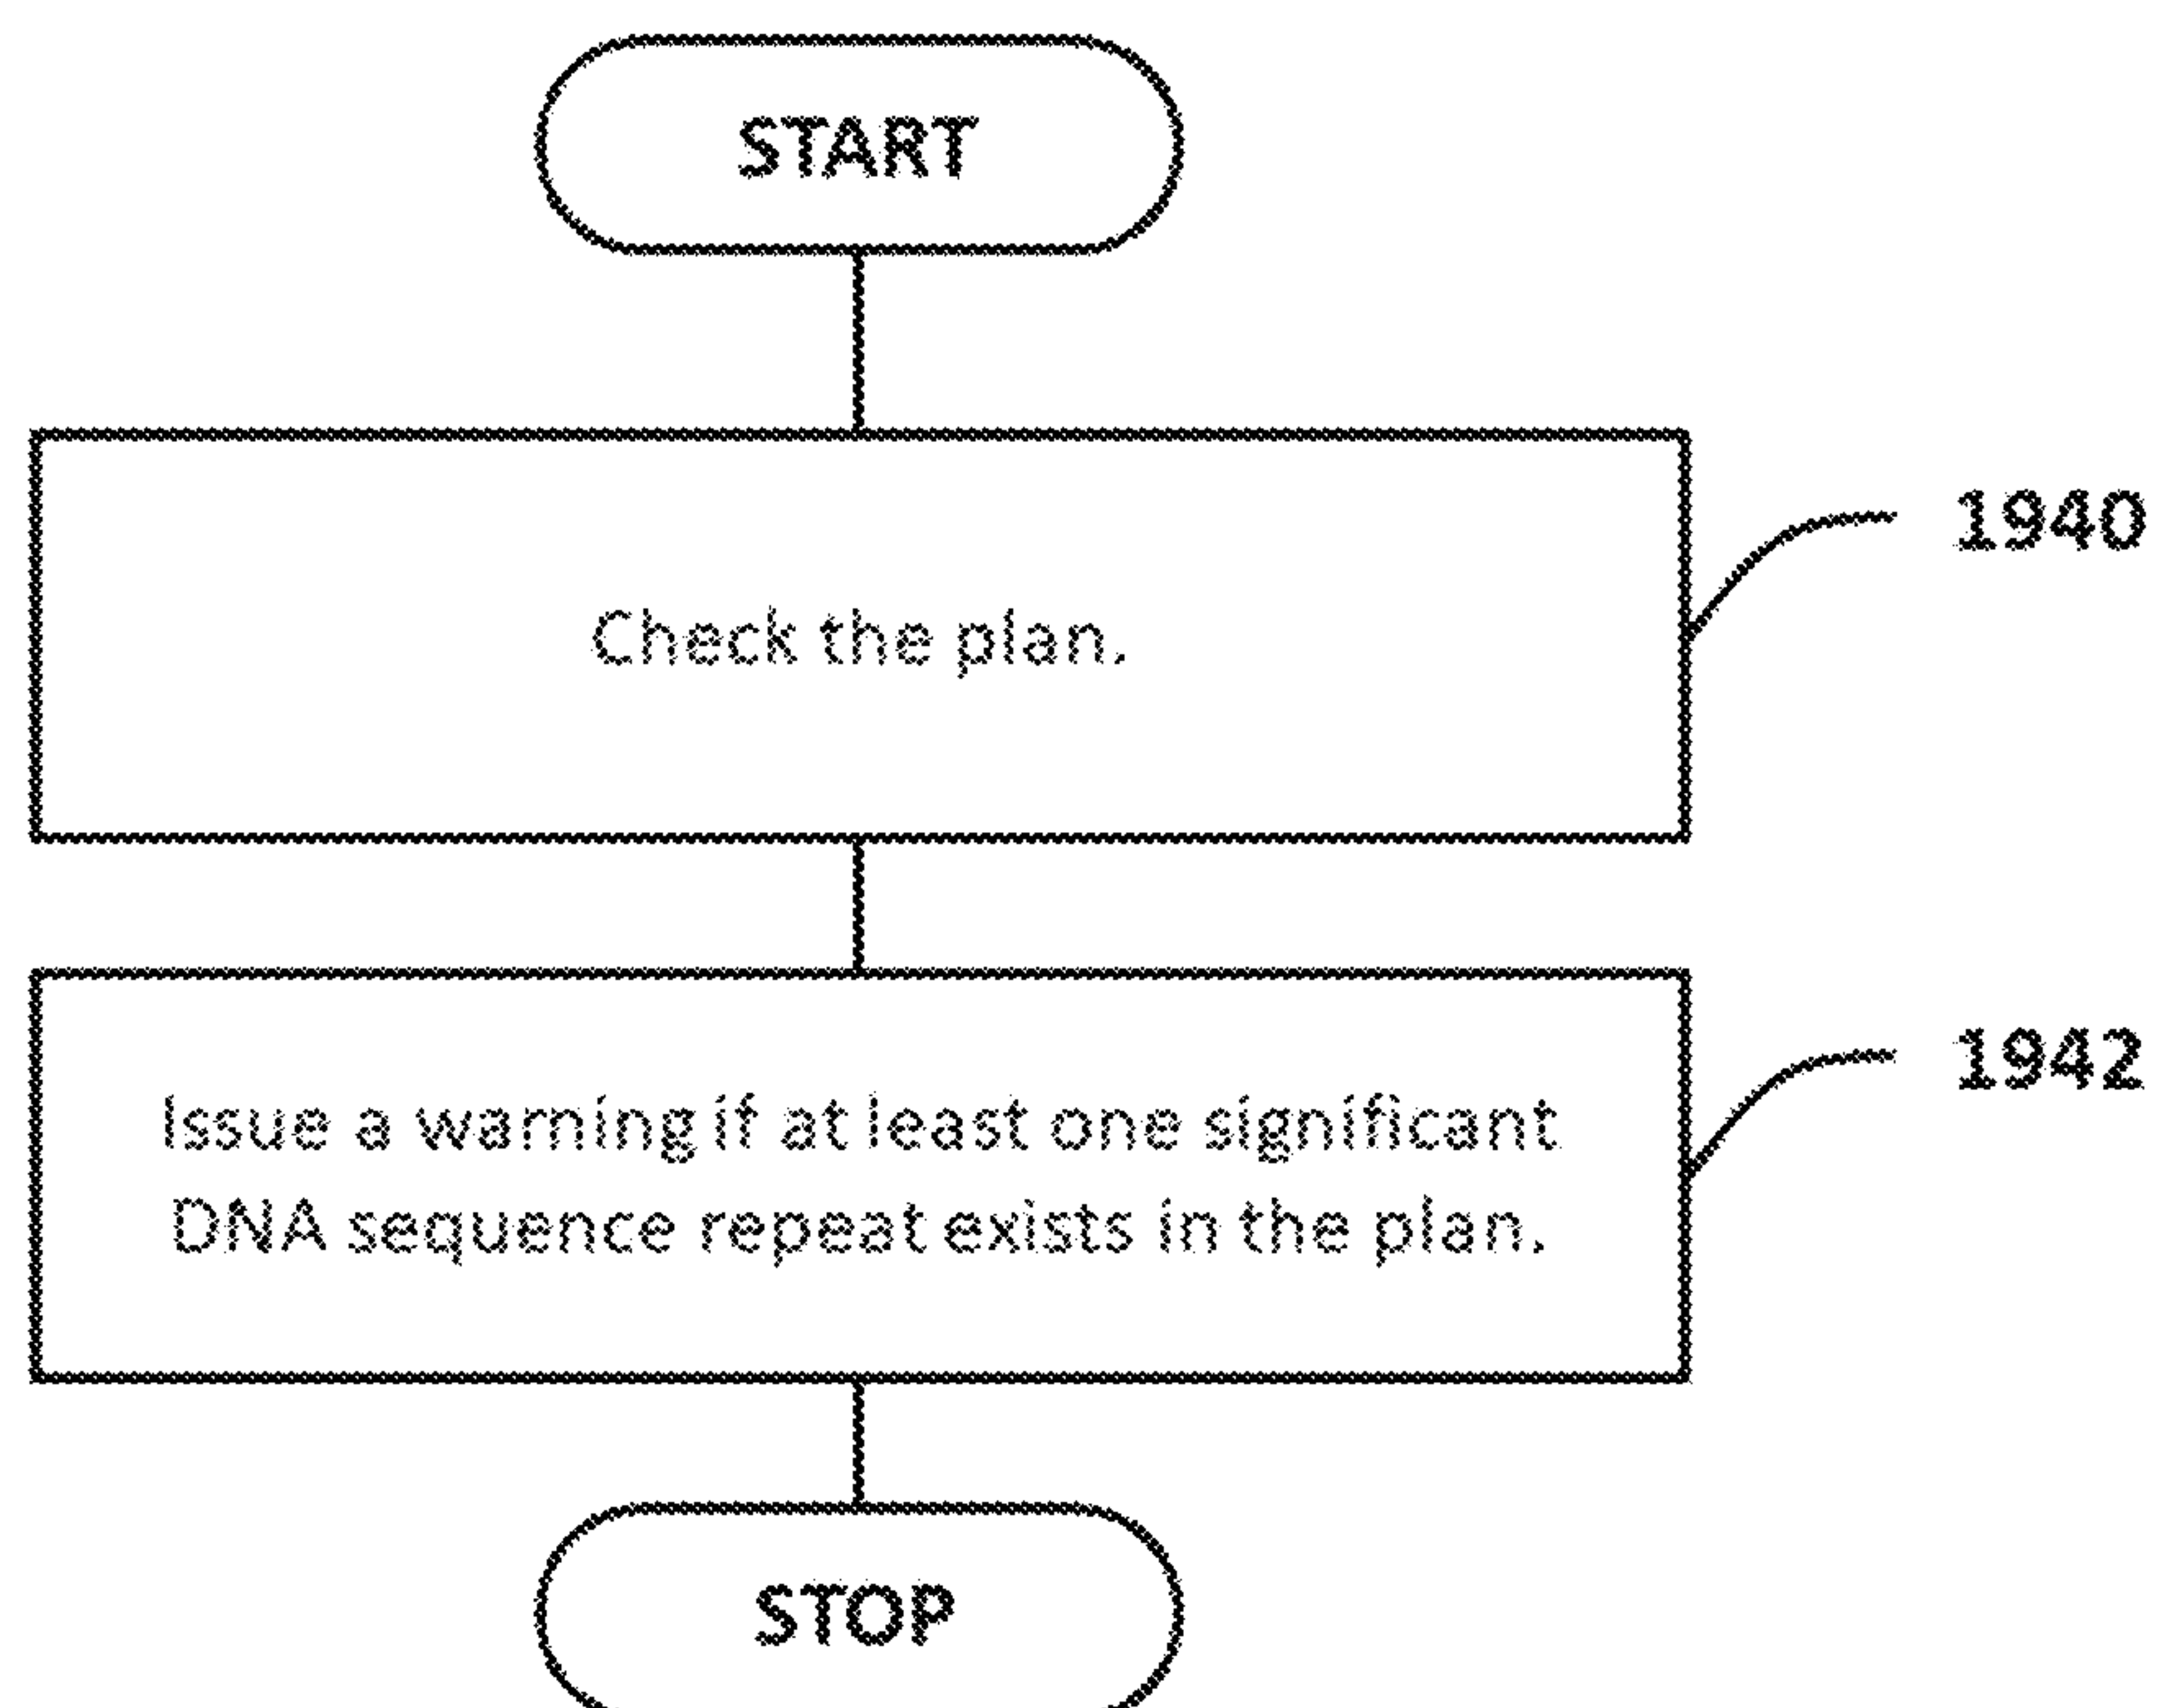 START
1940
Check the plan.
1942
Issue a warning if at least one significant
DNA sequence repeat exists in the plan.
STOP